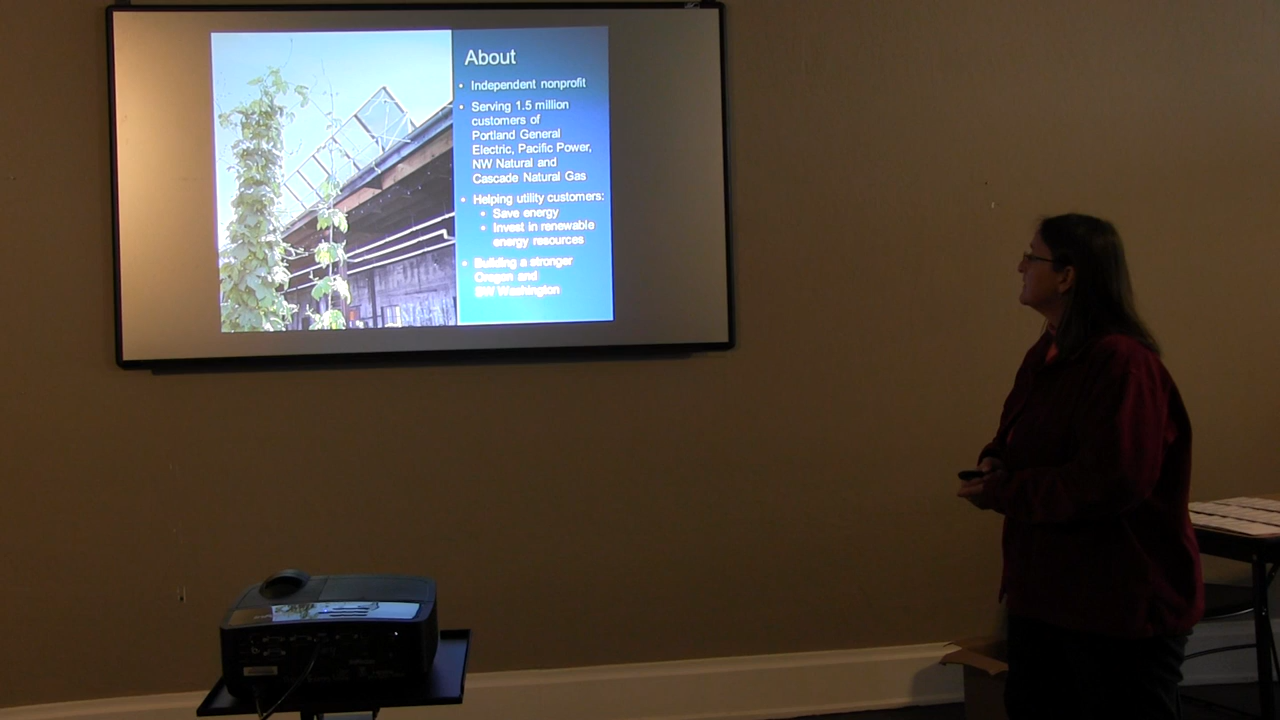 About
• Independent nonprofit
• Serving 1.5 million
customers of
Portland General
Electric, Pacific Power,
NW Natural and
Cascade Natural Gas
• Helping utility customers:
• Save energy
• Invest in renewable
energy resources
• Building a stronger
Oregon and
SW Washington